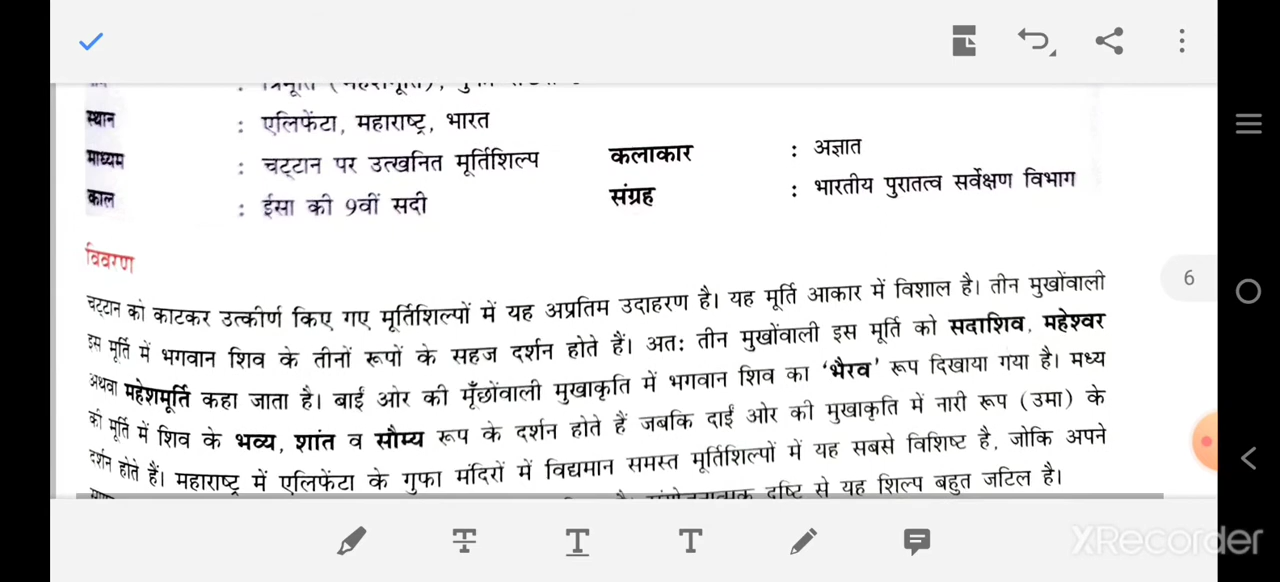 स्थान : एलिफेंटा, महाराष्ट्र, भारत
माध्यम : चट्टान पर उत्खनित मूर्तिशिल्प कलाकार : अज्ञात
काल : ईसा की 9वीं सदी संग्रह : भारतीय पुरातत्व सर्वेक्षण विभाग
विवरण
6
चट्टान को काटकर उत्कीर्ण किए गए मूर्तिशिल्पों में यह अप्रतिम उदाहरण है। यह मूर्ति आकार में विशाल है। तीन मुखोंवाली
इस मूर्ति में भगवान शिव के तीनों रूपों के सहज दर्शन होते हैं। अतः तीन मुखोंवाली इस मूर्ति को सदाशिव, महेश्वर
अथवा महेशमूर्ति कहा जाता है। बाईं ओर की मूँछोंवाली मुखाकृति में भगवान शिव का ‘भैरव’ रूप दिखाया गया है। मध्य
की मूर्ति में शिव के भव्य, शांत व सौम्य रूप के दर्शन होते हैं जबकि दाईं ओर की मुखाकृति में नारी रूप (उमा) के
दर्शन होते हैं। महाराष्ट्र में एलिफेंटा के गुफा मंदिरों में विद्यमान समस्त मूर्तिशिल्पों में यह सबसे विशिष्ट है, जोकि अपने
दृष्टि से यह शिल्प बहुत जटिल है।
XRecorder